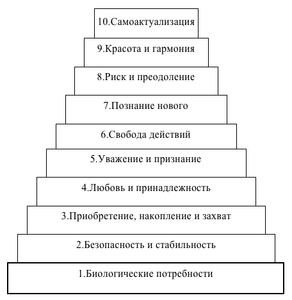 10.Самоактуализация
9.Красота и гармония
8.Риск и преодоление
7.Познание нового
6.Свобода действий
5.Уважение и признание
4.Любовь и принадлежность
3.Приобретение, накопление и захват
2.Безопасность и стабильность
1.Биологические потребности